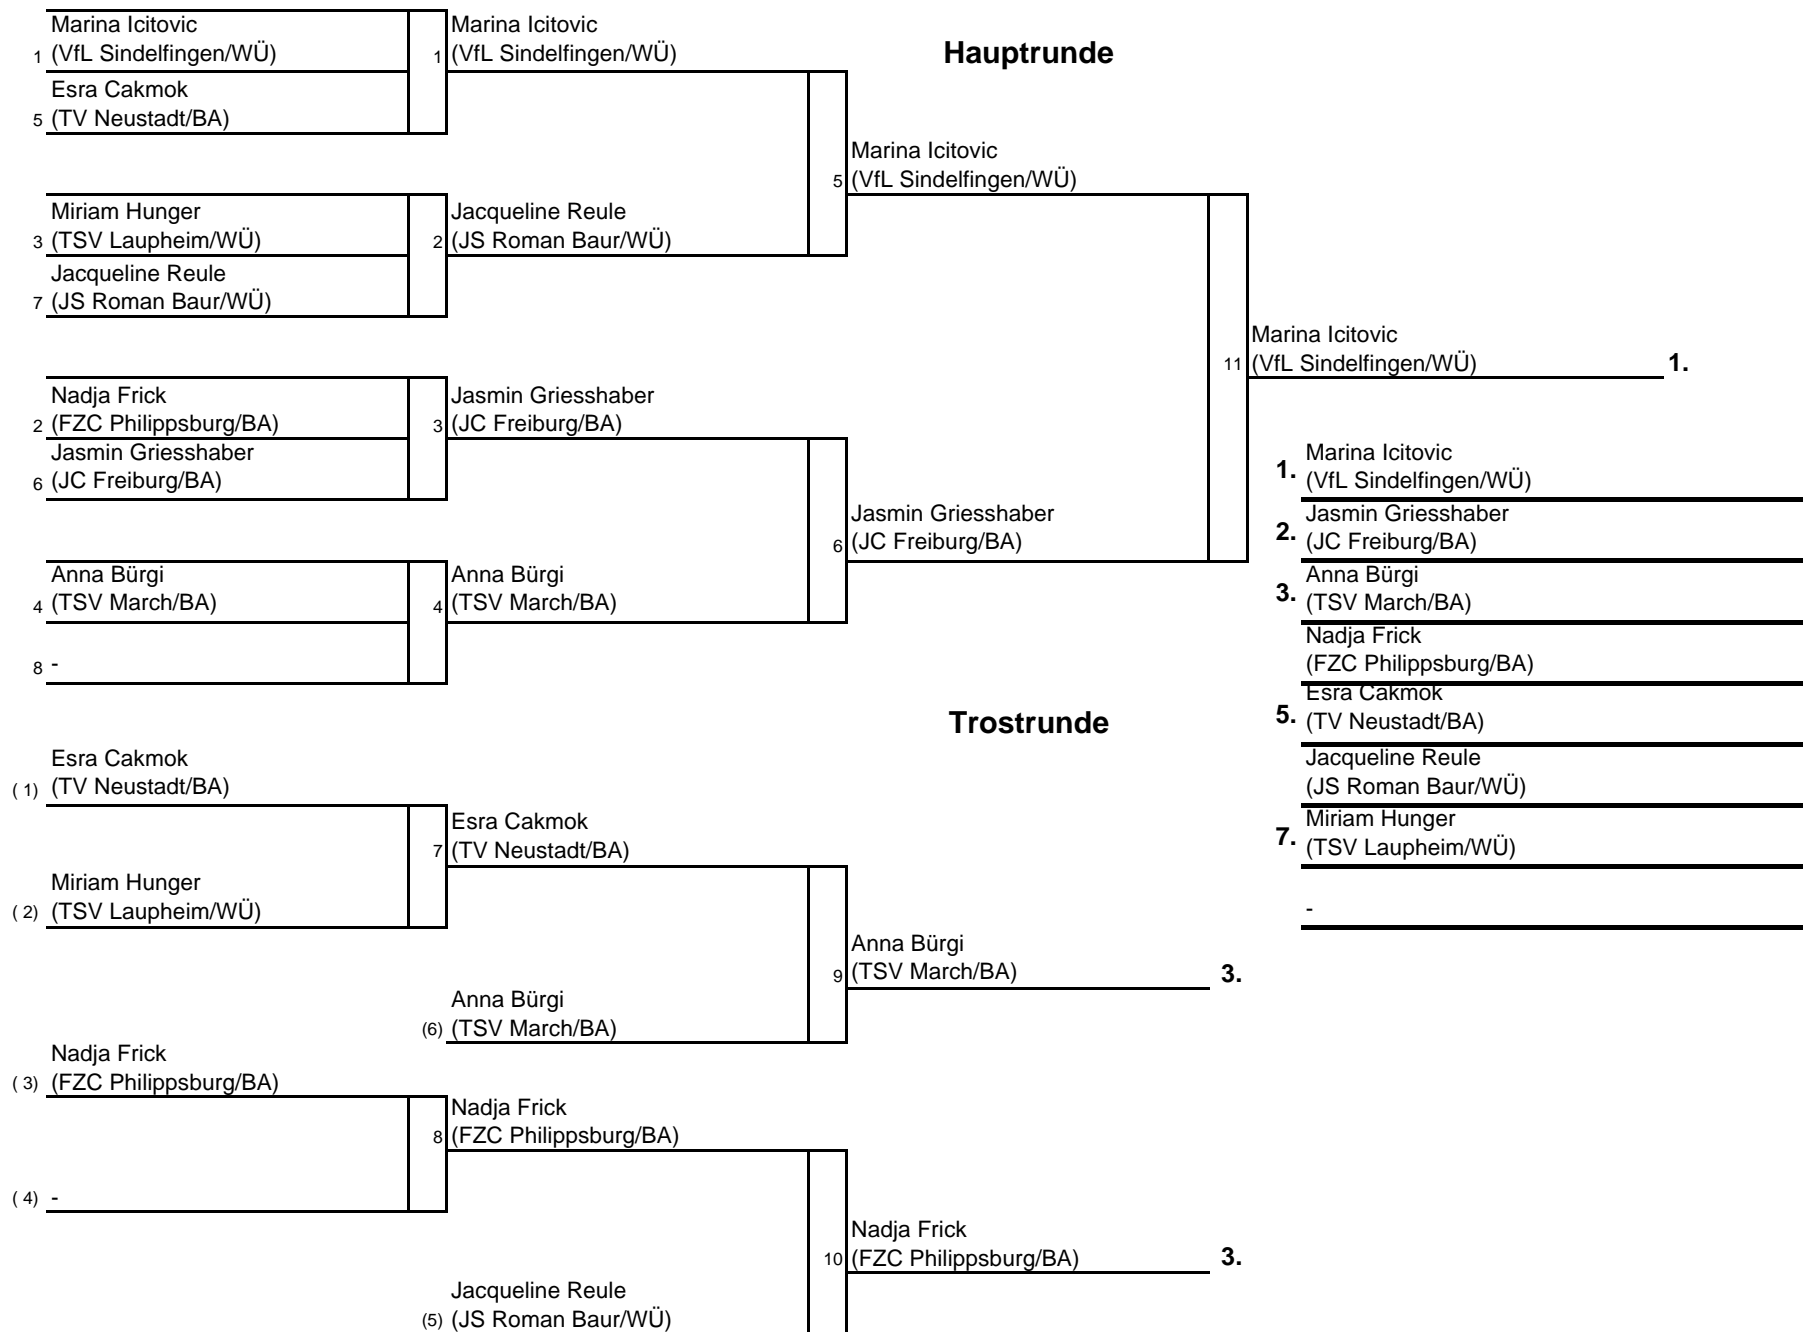 Hauptrunde
Marina Icitovic
1 (VfL Sindelfingen/WÜ)
Esra Cakmok
5 (TV Neustadt/BA)
Miriam Hunger
3 (TSV Laupheim/WÜ)
Jacqueline Reule
7 (JS Roman Baur/WÜ)
Nadja Frick
2 (FZC Philippsburg/BA)
Jasmin Griesshaber
6 (JC Freiburg/BA)
Anna Bürgi
4 (TSV March/BA)
8 -
Marina Icitovic
1 (VfL Sindelfingen/WÜ)
Jacqueline Reule
2 (JS Roman Baur/WÜ)
Jasmin Griesshaber
3 (JC Freiburg/BA)
Anna Bürgi
4 (TSV March/BA)
Marina Icitovic
5 (VfL Sindelfingen/WÜ)
Jasmin Griesshaber
6 (JC Freiburg/BA)
Marina Icitovic
11 (VfL Sindelfingen/WÜ) 1.
Marina Icitovic
1. (VfL Sindelfingen/WÜ)
Jasmin Griesshaber
2. (JC Freiburg/BA)
Anna Bürgi
3. (TSV March/BA)
Nadja Frick
(FZC Philippsburg/BA)
Esra Cakmok
5. (TV Neustadt/BA)
Jacqueline Reule
(JS Roman Baur/WÜ)
Miriam Hunger
7. (TSV Laupheim/WÜ)
-
Trostrunde
Esra Cakmok
( 1) (TV Neustadt/BA)
Miriam Hunger
( 2) (TSV Laupheim/WÜ)
Nadja Frick
( 3) (FZC Philippsburg/BA)
( 4) -
Esra Cakmok
7 (TV Neustadt/BA)
Anna Bürgi
(6) (TSV March/BA)
Nadja Frick
8 (FZC Philippsburg/BA)
Jacqueline Reule
(5) (JS Roman Baur/WÜ)
Anna Bürgi
9 (TSV March/BA) 3.
Nadja Frick
10 (FZC Philippsburg/BA) 3.